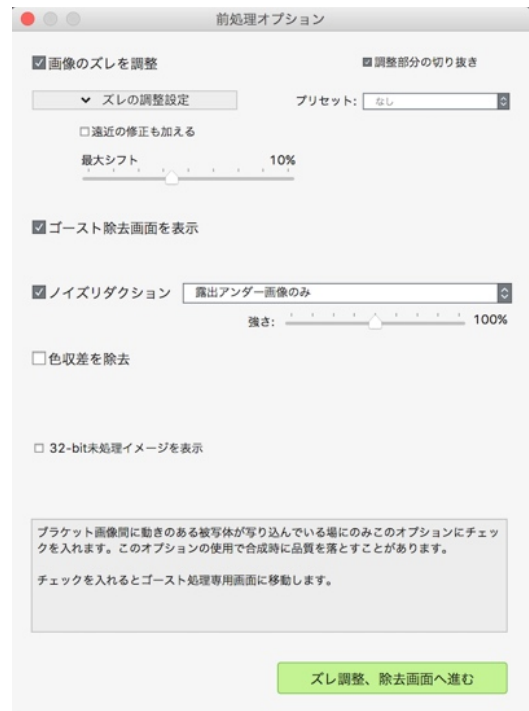 前処理オプション
画像のズレを調整
調整部分の切り抜き
ズレの調整設定
プリセット: なし
遠近の修正も加える
最大シフト 10%
ゴースト除去画面を表示
ノイズリダクション 露出アンダー画像のみ
強さ: 100%
色収差を除去
32-bit未処理イメージを表示
ブラケット画像間に動きのある被写体が写り込んでいる場にのみこのオプションにチェッ
クを入れます。このオプションの使用で合成時に品質を落とすことがあります。
チェックを入れるとゴースト処理専用画面に移動します。
ズレ調整、除去画面へ進む